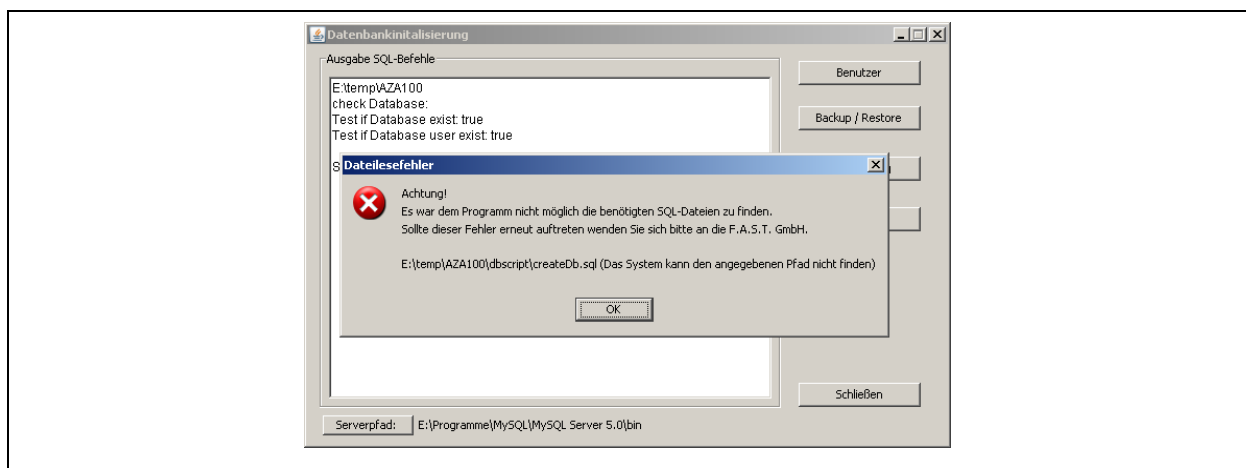 Datenbankinitalisierung
Ausgabe SQL-Befehle
E:\temp\AZA100
check Database:
Test if Database exist: true
Test if Database user exist: true
S
Benutzer
Backup / Restore
Dateilesefehler
Achtung!
Es war dem Programm nicht möglich die benötigten SQL-Dateien zu finden.
Sollte dieser Fehler erneut auftreten wenden Sie sich bitte an die F.A.S.T. GmbH.
E:\temp\AZA100\dbscript\createDb.sql (Das System kann den angegebenen Pfad nicht finden)
OK
Schließen
Serverpfad: E:\Programme\MySQL\MySQL Server 5.0\bin